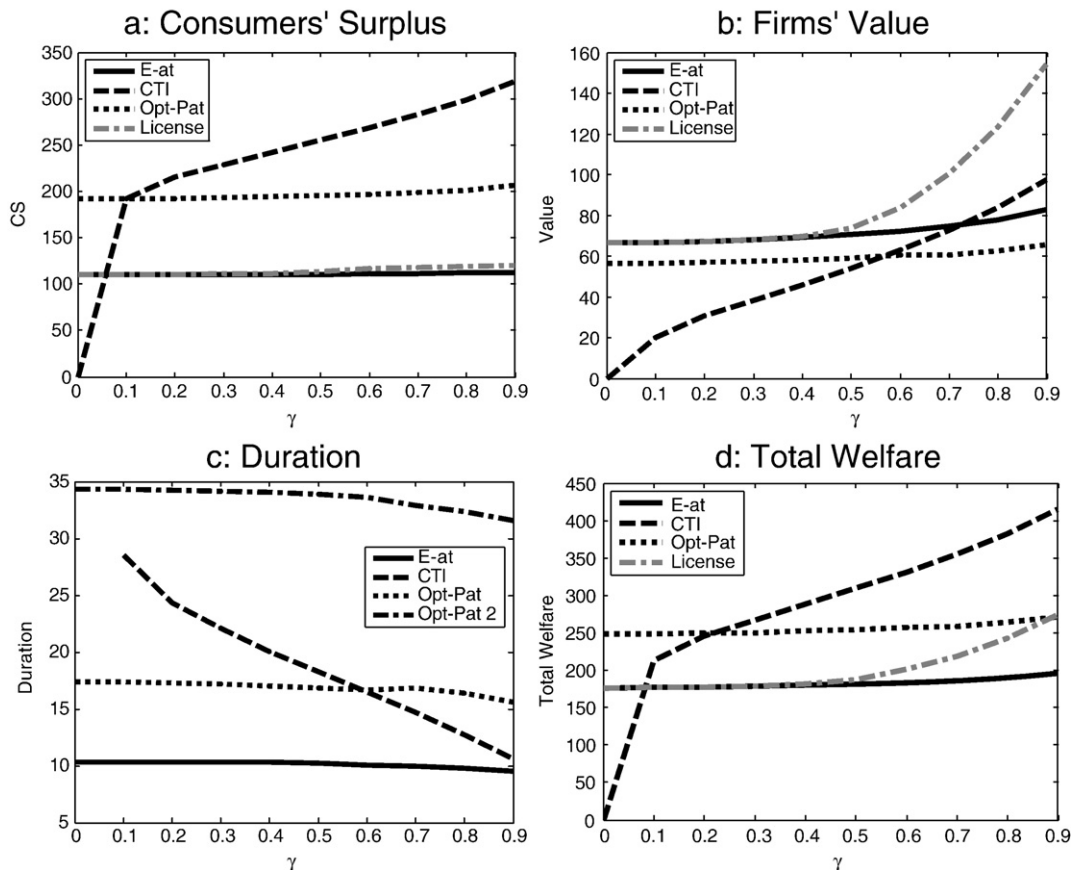 a: Consumers' Surplus
350
300
250
200
150
100
50
0
CS
E-at
CTI
Opt-Pat
License
0 0.1 0.2 0.3 0.4 0.5 0.6 0.7 0.8 0.9
γ
b: Firms' Value
160
140
120
100
80
60
40
20
0
Value
E-at
CTI
Opt-Pat
License
0 0.1 0.2 0.3 0.4 0.5 0.6 0.7 0.8 0.9
γ
c: Duration
35
30
25
20
15
10
5
Duration
E-at
CTI
Opt-Pat
Opt-Pat 2
0 0.1 0.2 0.3 0.4 0.5 0.6 0.7 0.8 0.9
γ
d: Total Welfare
450
400
350
300
250
200
150
100
50
0
Total Welfare
E-at
CTI
Opt-Pat
License
0 0.1 0.2 0.3 0.4 0.5 0.6 0.7 0.8 0.9
γ